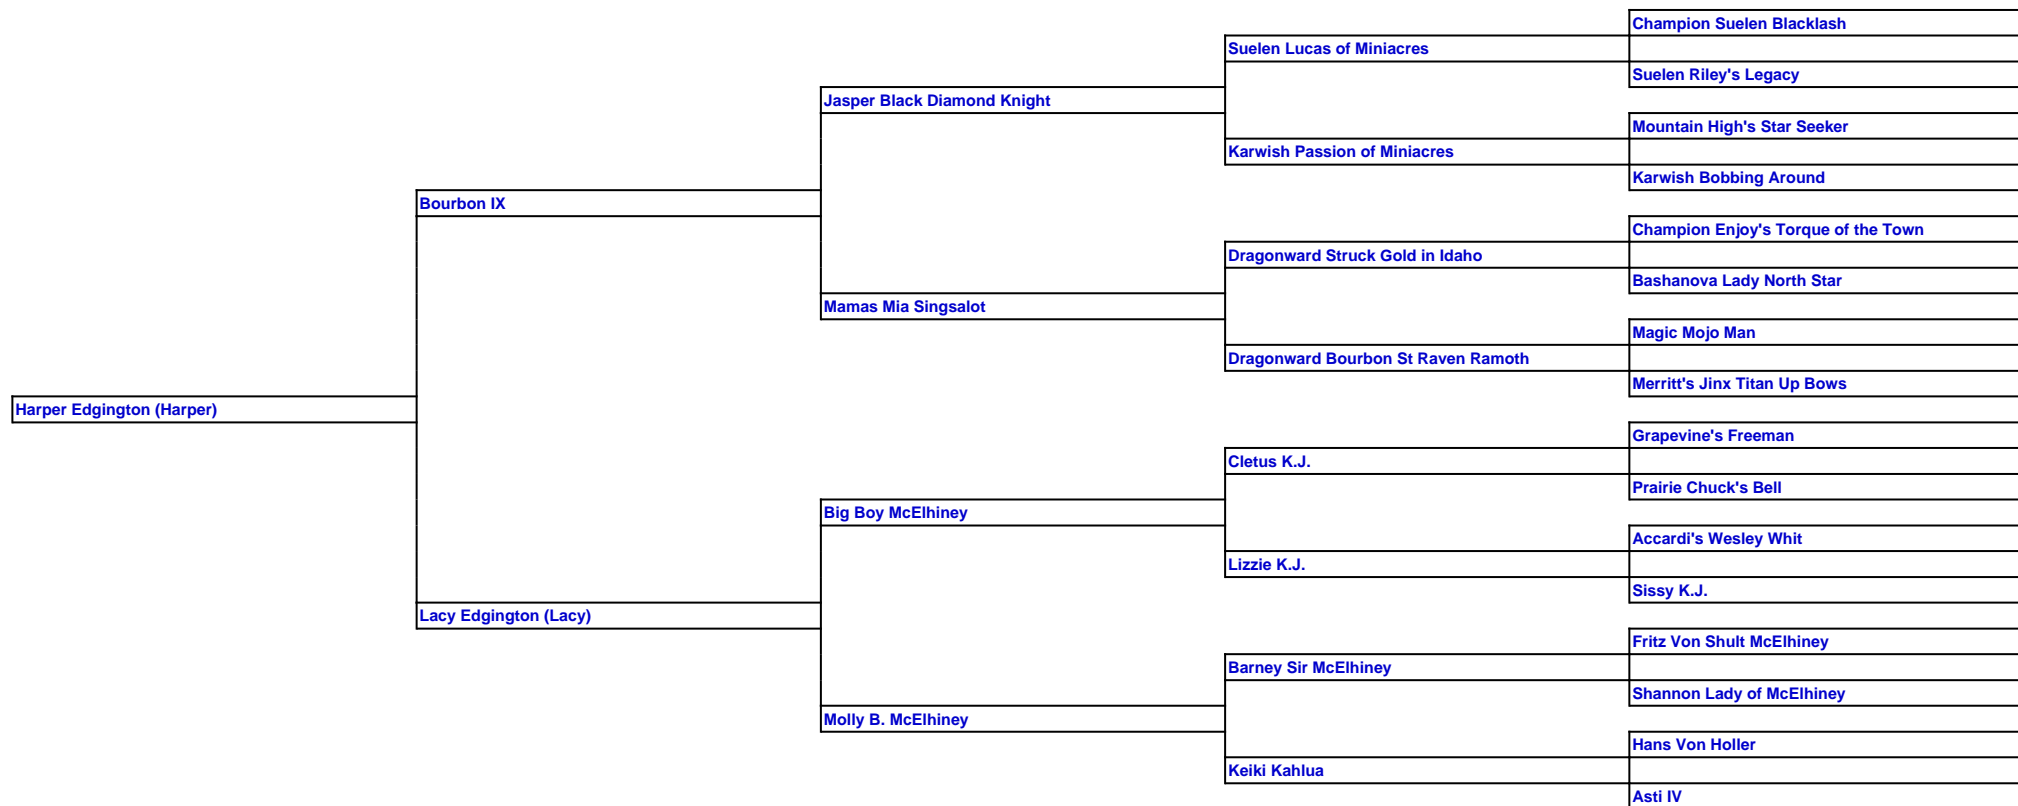 Champion Suelen Blacklash
Suelen Lucas of Miniacres
Suelen Riley's Legacy
Jasper Black Diamond Knight
Mountain High's Star Seeker
Karwish Passion of Miniacres
Karwish Bobbing Around
Bourbon IX
Champion Enjoy's Torque of the Town
Dragonward Struck Gold in Idaho
Bashanova Lady North Star
Mamas Mia Singsalot
Magic Mojo Man
Dragonward Bourbon St Raven Ramoth
Merritt's Jinx Titan Up Bows
Harper Edgington (Harper)
Grapevine's Freeman
Cletus K.J.
Prairie Chuck's Bell
Big Boy McElhiney
Accardi's Wesley Whit
Lizzie K.J.
Sissy K.J.
Lacy Edgington (Lacy)
Fritz Von Shult McElhiney
Barney Sir McElhiney
Shannon Lady of McElhiney
Molly B. McElhiney
Hans Von Holler
Keiki Kahlua
Asti IV